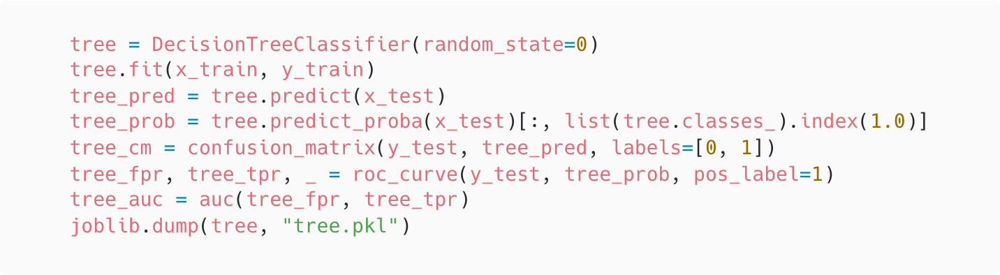 tree = DecisionTreeClassifier(random_state=0)
tree.fit(x_train, y_train)
tree_pred = tree.predict(x_test)
tree_prob = tree.predict_proba(x_test)[:, list(tree.classes_).index(1.0)]
tree_cm = confusion_matrix(y_test, tree_pred, labels=[0, 1])
tree_fpr, tree_tpr, _ = roc_curve(y_test, tree_prob, pos_label=1)
tree_auc = auc(tree_fpr, tree_tpr)
joblib.dump(tree, "tree.pkl")